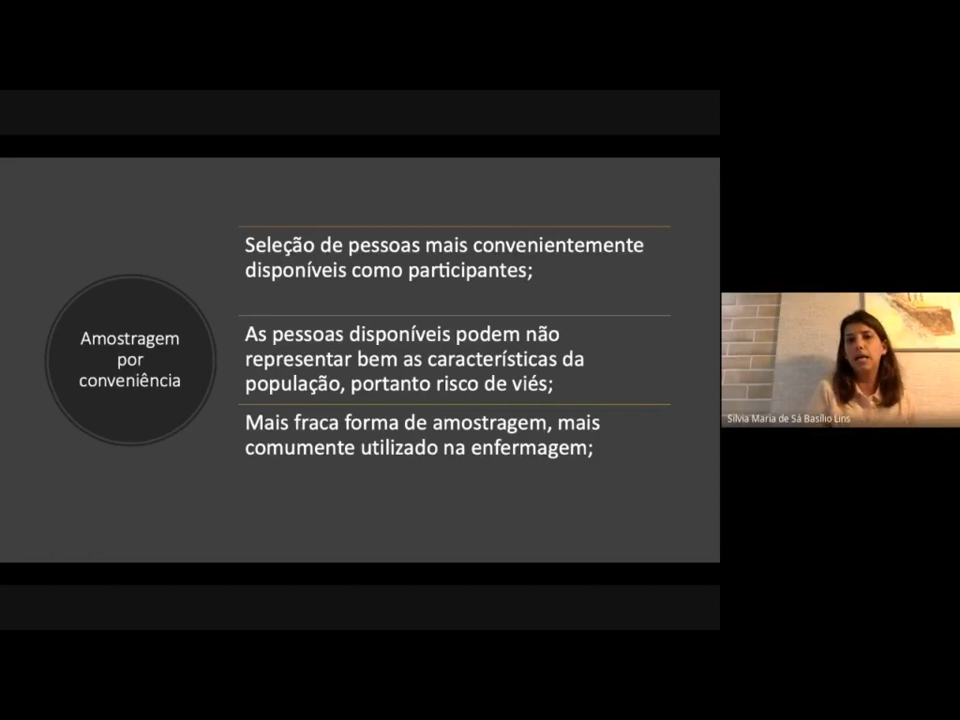 Amostragem
por
conveniência
Seleção de pessoas mais convenientemente
disponíveis como participantes;
As pessoas disponíveis podem não
representar bem as características da
população, portanto risco de viés;
Mais fraca forma de amostragem, mais
comumente utilizado na enfermagem;
Sílvia Maria de Sá Basílio Lins